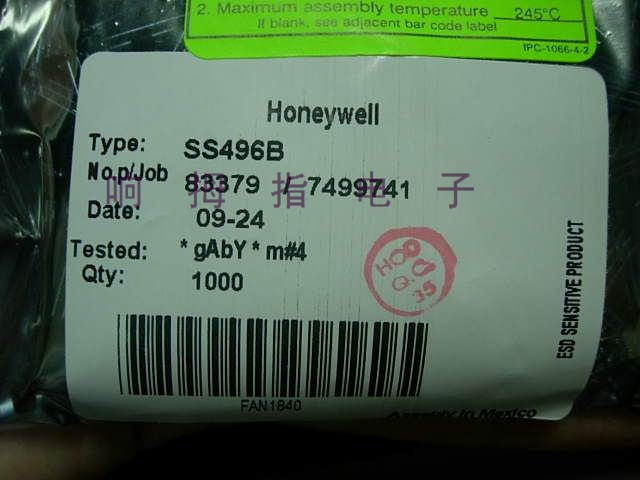 2. Maximum assembly temperature 245°C
If blank, see adjacent bar code label
IPC-1066-4-2
Honeywell
Type: SS496B
No.p/Job 83379 / 7499741
响拇指电子
Date: 09-24
Tested: *gAbY*m#4
Qty: 1000
ESD SENSITIVE PRODUCT
FAN1840
Assembly in Mexico